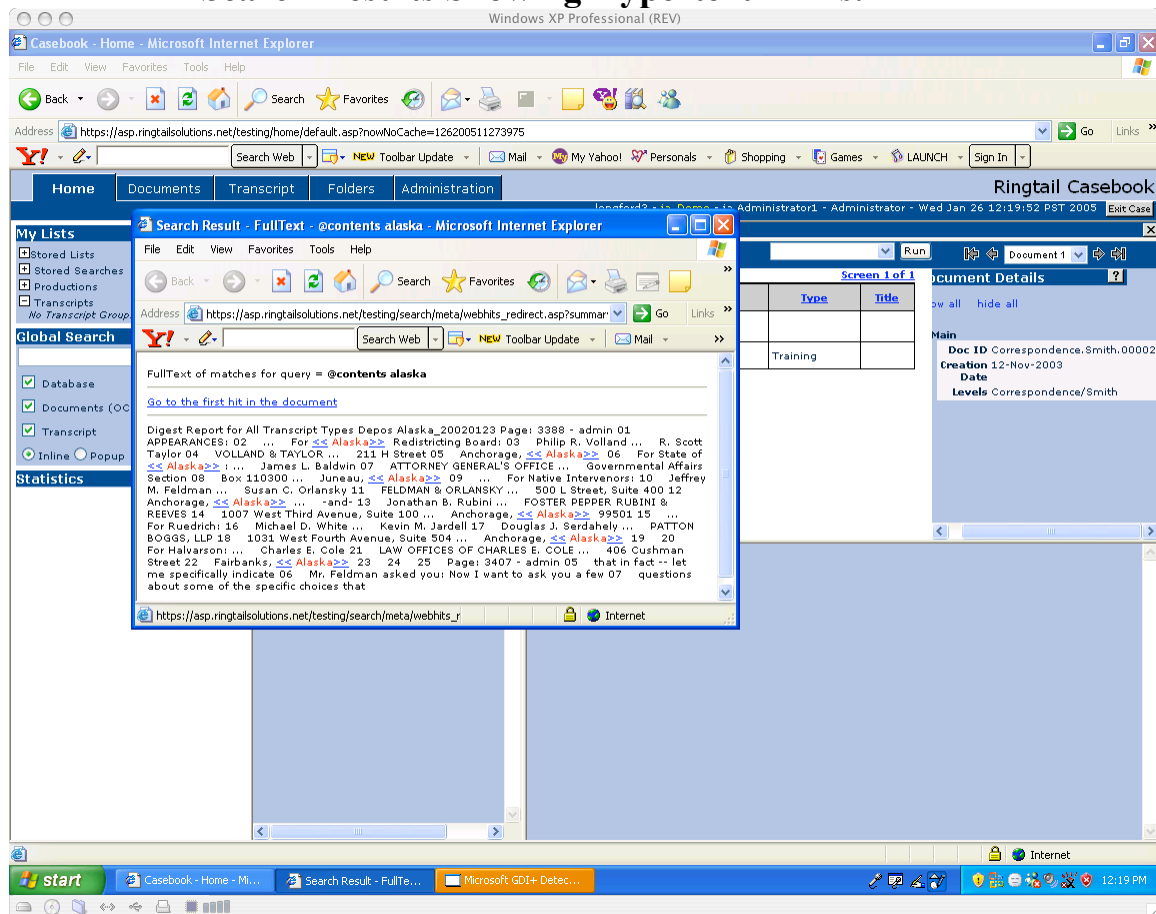 Windows XP Professional (REV)
Casebook - Home - Microsoft Internet Explorer
File Edit View Favorites Tools Help
Back Search Favorites
Address https://asp.ringtailsolutions.net/testing/home/default.asp?nowNoCache=126200511273975 Go Links »
Y! Search Web NEW Toolbar Update Mail My Yahoo! Personals Shopping Games LAUNCH Sign In
Home Documents Transcript Folders Administration Ringtail Casebook
Administrator1 - Administrator - Wed Jan 26 12:19:52 PST 2005 Exit Case
My Lists
Stored Lists
Stored Searches
Productions
Transcripts
No Transcript Group
Global Search
Database
Documents (OC
Transcript
Inline Popup
Statistics
Run Document 1
Screen 1 of 1
Type Title
Training
ocument Details ?
ow all hide all
Main
Doc ID Correspondence.Smith.00002
Creation 12-Nov-2003
Date
Levels Correspondence/Smith
Search Result - FullText - @contents alaska - Microsoft Internet Explorer
File Edit View Favorites Tools Help »
Back Search Favorites
Address https://asp.ringtailsolutions.net/testing/search/meta/webhits_redirect.asp?summar Go Links »
Y! Search Web NEW Toolbar Update Mail »
FullText of matches for query = @contents alaska
Go to the first hit in the document
Digest Report for All Transcript Types Depos Alaska_20020123 Page: 3388 - admin 01
APPEARANCES: 02 ... For << Alaska>> Redistricting Board: 03 Philip R. Volland ... R. Scott
Taylor 04 VOLLAND & TAYLOR ... 211 H Street 05 Anchorage, << Alaska>> 06 For State of
<< Alaska>> : ... James L. Baldwin 07 ATTORNEY GENERAL'S OFFICE ... Governmental Affairs
Section 08 Box 110300 ... Juneau, << Alaska>> 09 ... For Native Intervenors: 10 Jeffrey
M. Feldman ... Susan C. Orlansky 11 FELDMAN & ORLANSKY ... 500 L Street, Suite 400 12
Anchorage, << Alaska>> ... -and- 13 Jonathan B. Rubini ... FOSTER PEPPER RUBINI &
REEVES 14 1007 West Third Avenue, Suite 100 ... Anchorage, << Alaska>> 99501 15 ...
For Ruedrich: 16 Michael D. White ... Kevin M. Jardell 17 Douglas J. Serdahely ... PATTON
BOGGS, LLP 18 1031 West Fourth Avenue, Suite 504 ... Anchorage, << Alaska>> 19 20
For Halvarson: ... Charles E. Cole 21 LAW OFFICES OF CHARLES E. COLE ... 406 Cushman
Street 22 Fairbanks, << Alaska>> 23 24 25 Page: 3407 - admin 05 that in fact -- let
me specifically indicate 06 Mr. Feldman asked you: Now I want to ask you a few 07 questions
about some of the specific choices that
https://asp.ringtailsolutions.net/testing/search/meta/webhits_r Internet
Internet
start Casebook - Home - Mi... Search Result - FullTe... Microsoft GDI+ Detec... 12:19 PM